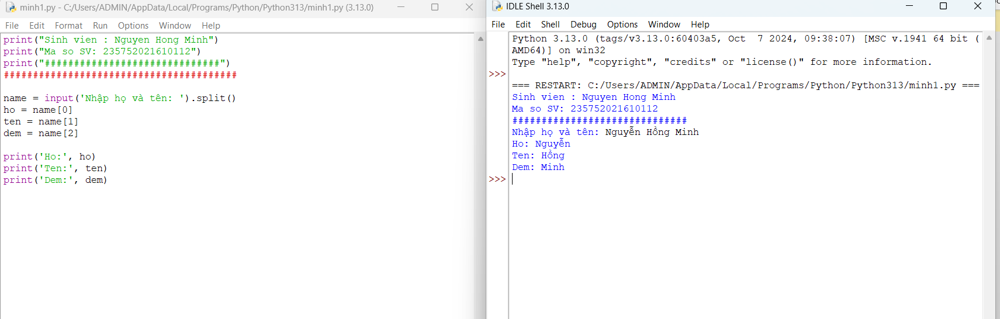 minh1.py - C:/Users/ADMIN/AppData/Local/Programs/Python/Python313/minh1.py (3.13.0)
File Edit Format Run Options Window Help
print("Sinh vien : Nguyen Hong Minh")
print("Ma so SV: 235752021610112")
print("##############################")
########################################
name = input('Nhập họ và tên: ').split()
ho = name[0]
ten = name[1]
dem = name[2]
print('Ho:', ho)
print('Ten:', ten)
print('Dem:', dem)
IDLE Shell 3.13.0
File Edit Shell Debug Options Window Help
Python 3.13.0 (tags/v3.13.0:60403a5, Oct  7 2024, 09:38:07) [MSC v.1941 64 bit (
AMD64)] on win32
Type "help", "copyright", "credits" or "license()" for more information.
>>>
=== RESTART: C:/Users/ADMIN/AppData/Local/Programs/Python/Python313/minh1.py ===
Sinh vien : Nguyen Hong Minh
Ma so SV: 235752021610112
##############################
Nhập họ và tên: Nguyễn Hồng Minh
Ho: Nguyễn
Ten: Hồng
Dem: Minh
>>>